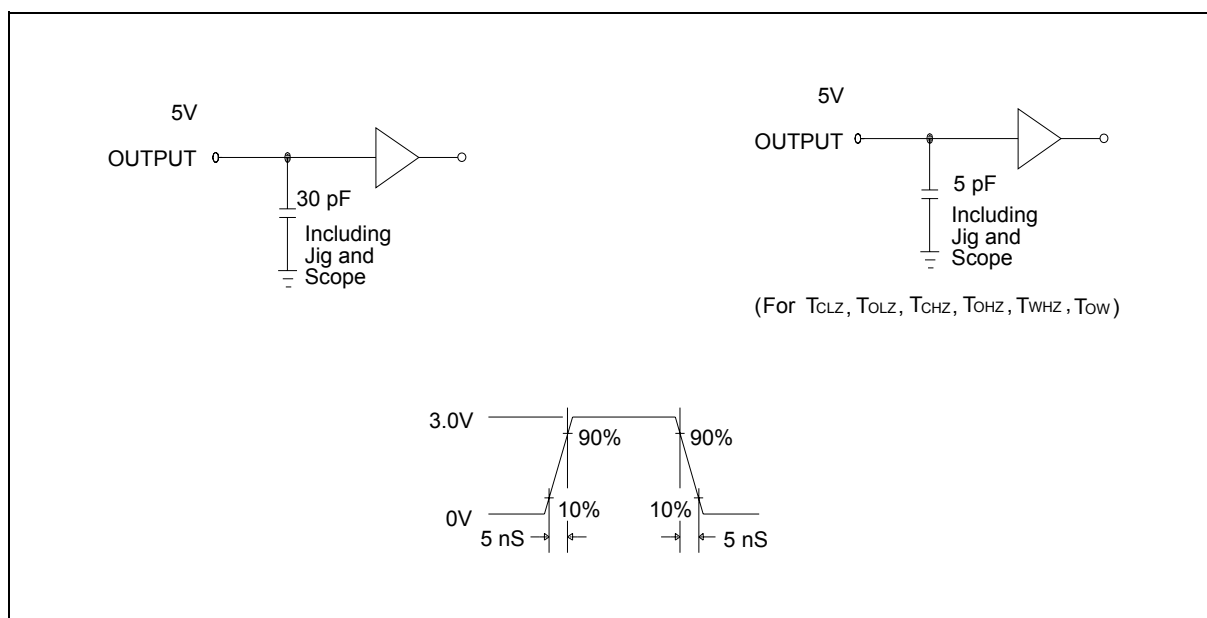 5V
OUTPUT
30 pF
Including
Jig and
Scope
5V
OUTPUT
5 pF
Including
Jig and
Scope
(For TCLZ, TOLZ, TCHZ, TOHZ, TWHZ, TOW)
3.0V
90%
90%
0V
10%
10%
5 nS
5 nS